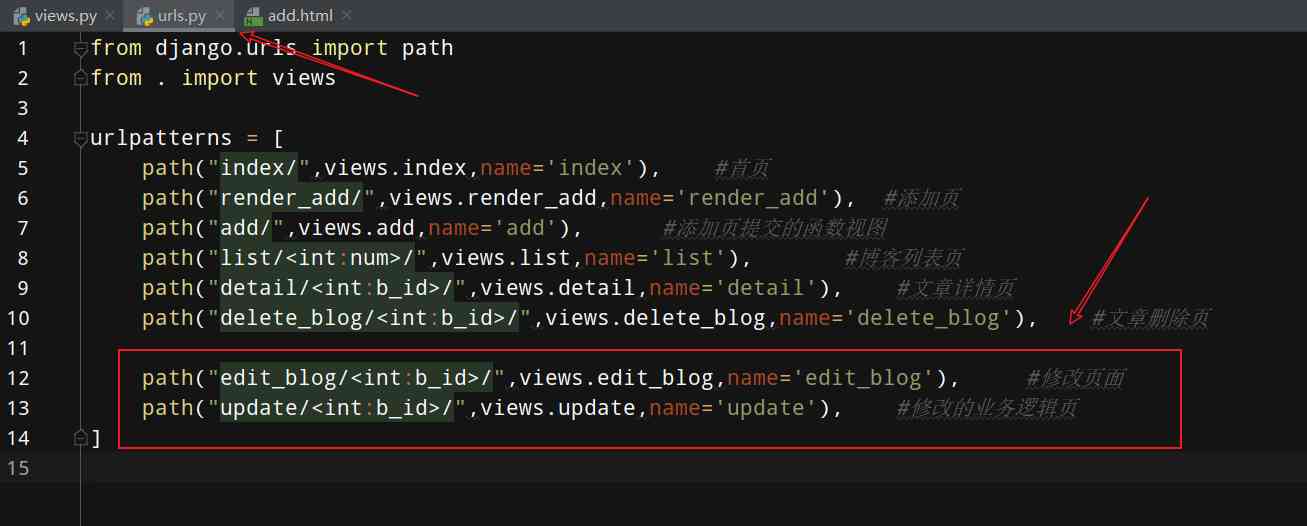 views.py urls.py add.html
1 from django.urls import path
2 from . import views
3
4 urlpatterns = [
5 path("index/",views.index,name='index'), #首页
6 path("render_add/",views.render_add,name='render_add'), #添加页
7 path("add/",views.add,name='add'), #添加页提交的函数视图
8 path("list/<int:num>/",views.list,name='list'), #博客列表页
9 path("detail/<int:b_id>/",views.detail,name='detail'), #文章详情页
10 path("delete_blog/<int:b_id>/",views.delete_blog,name='delete_blog'), #文章删除页
11
12 path("edit_blog/<int:b_id>/",views.edit_blog,name='edit_blog'), #修改页面
13 path("update/<int:b_id>/",views.update,name='update'), #修改的业务逻辑页
14 ]
15